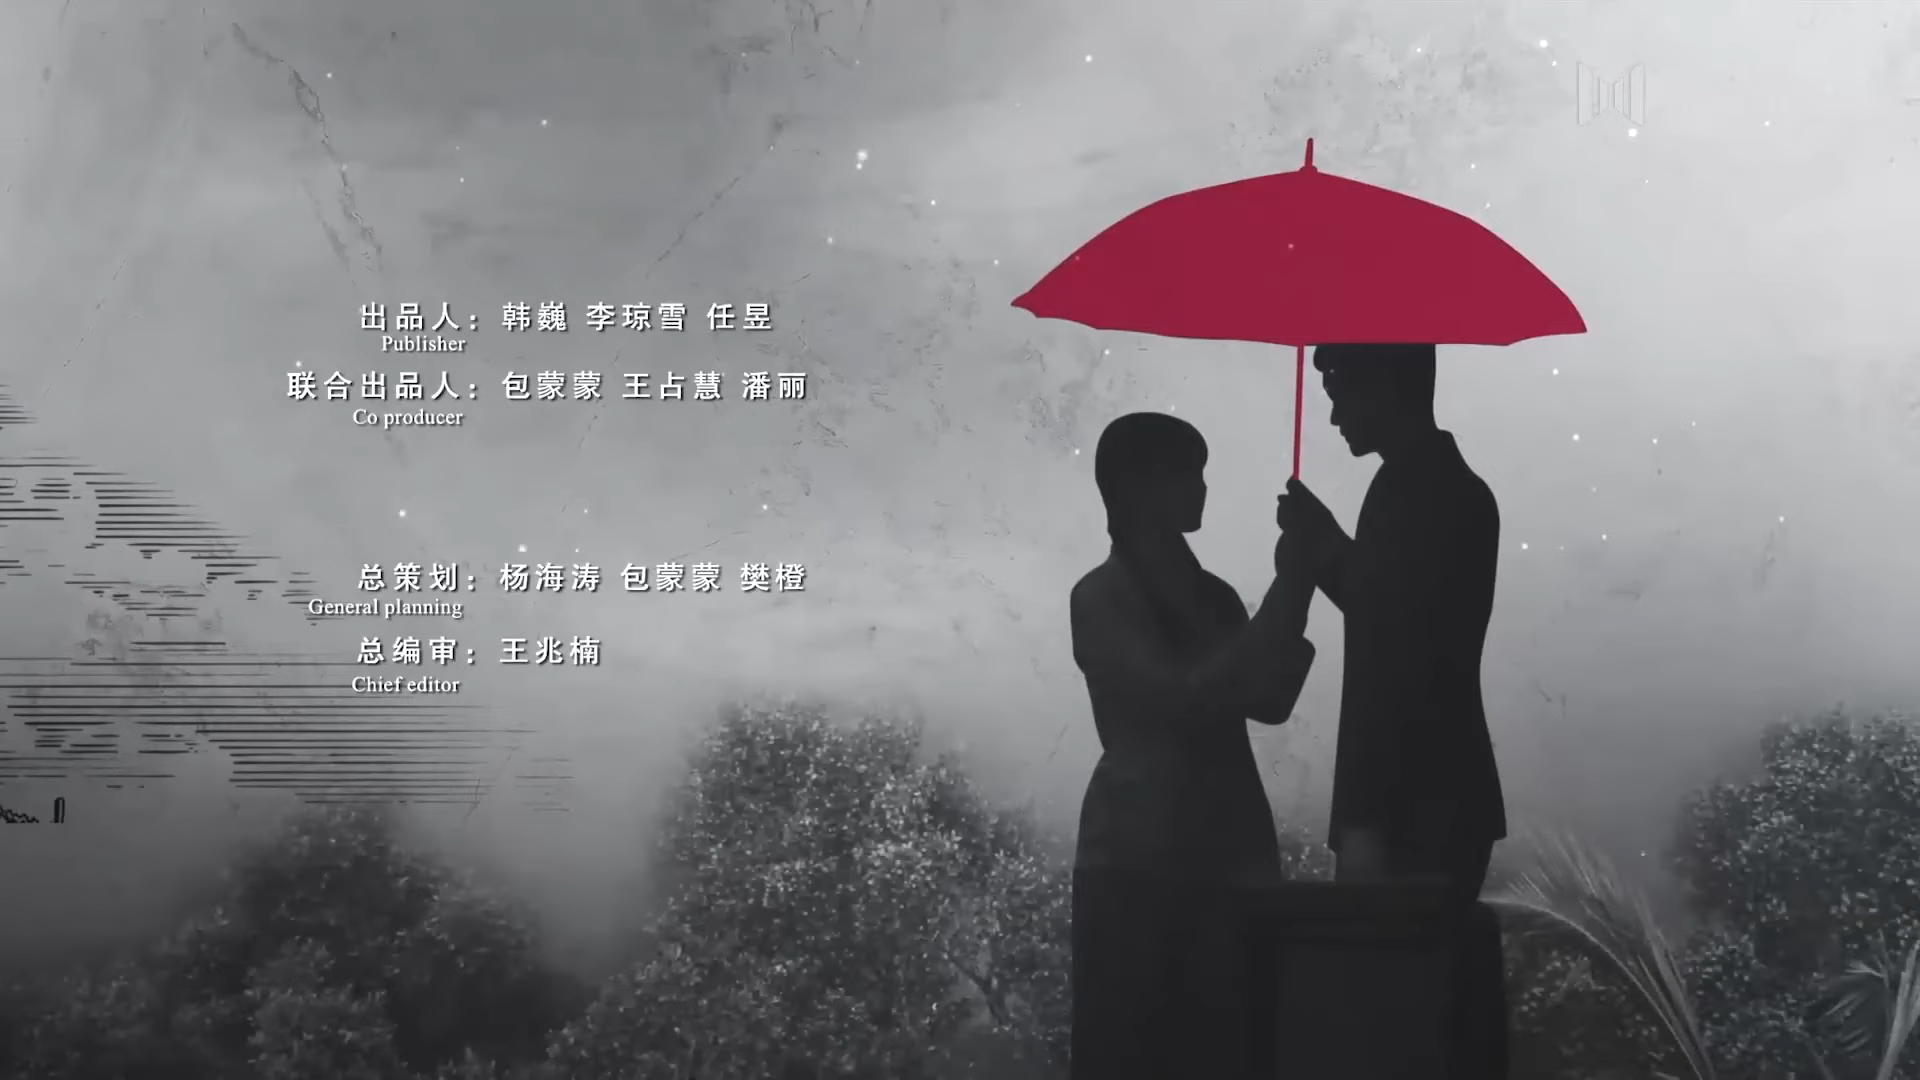 出品人：韩巍 李琼雪 任昱
Publisher
联合出品人：包蒙蒙 王占慧 潘丽
Co producer
总策划：杨海涛 包蒙蒙 樊橙
General planning
总编审：王兆楠
Chief editor